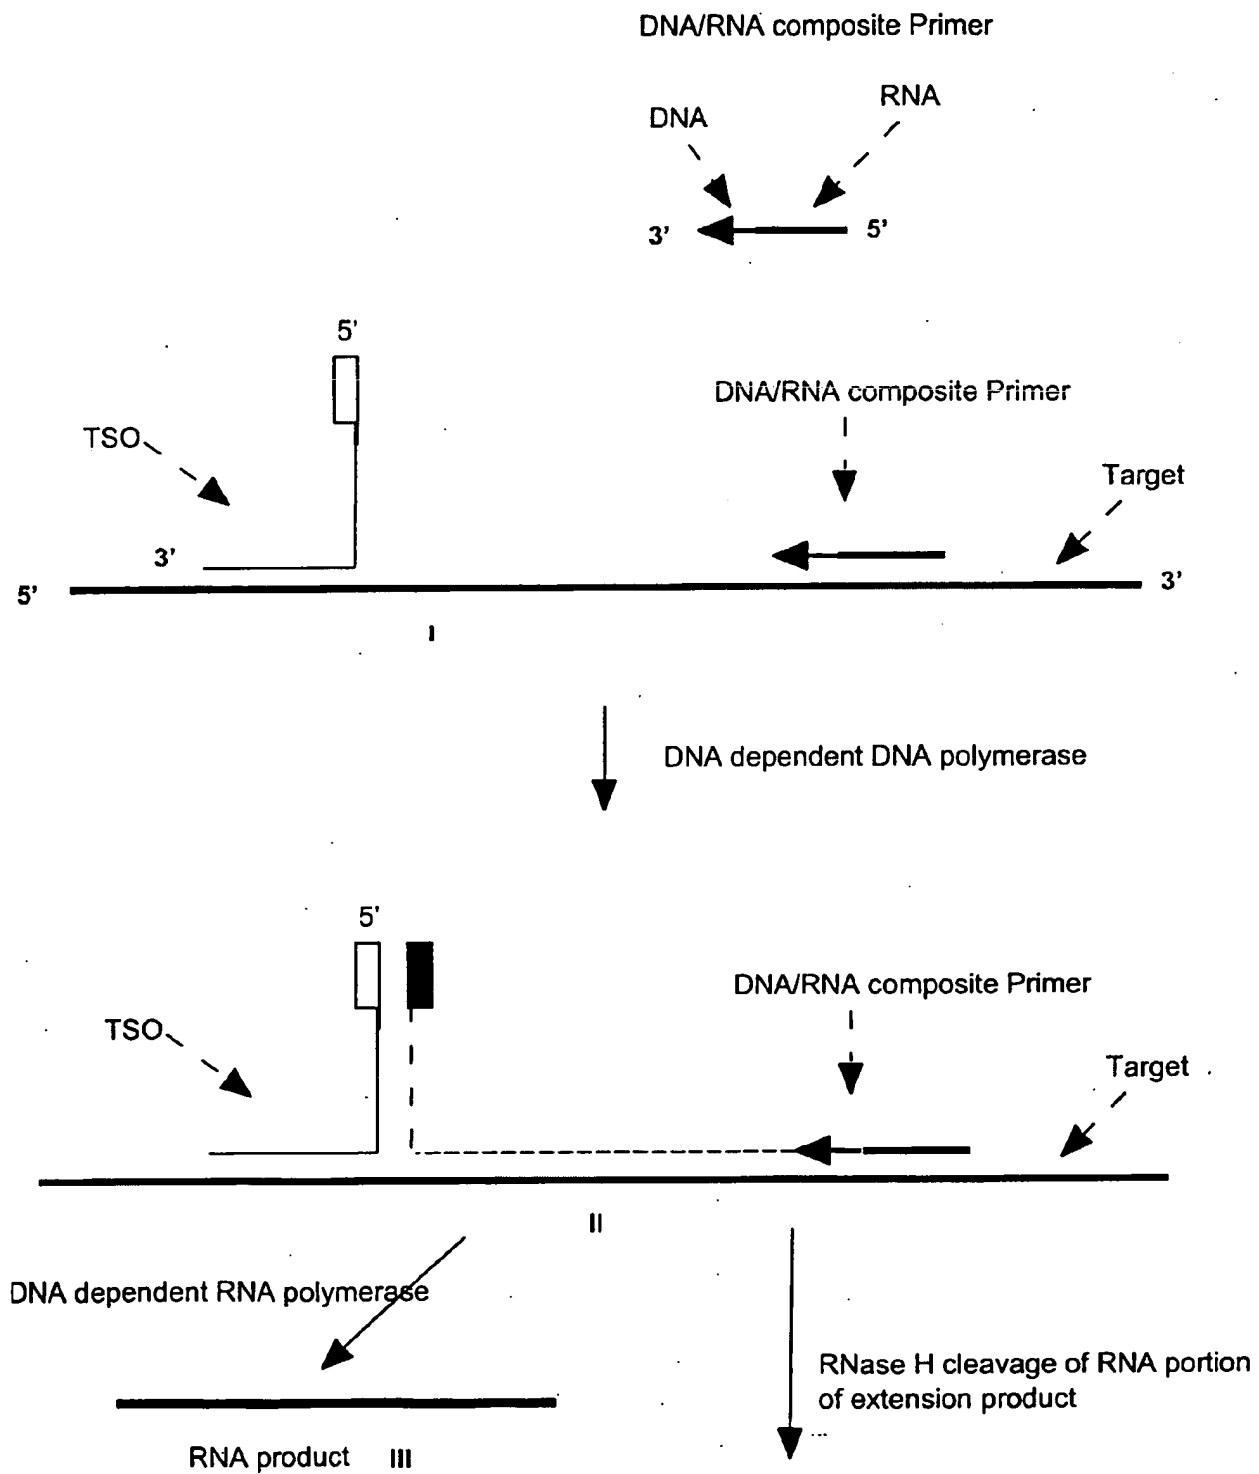 DNA/RNA composite Primer
DNA
RNA
3'
5'
5'
DNA/RNA composite Primer
TSO
Target
3'
5'
3'
I
DNA dependent DNA polymerase
5'
DNA/RNA composite Primer
TSO
Target
II
DNA dependent RNA polymerase
RNase H cleavage of RNA portion
of extension product
RNA product III